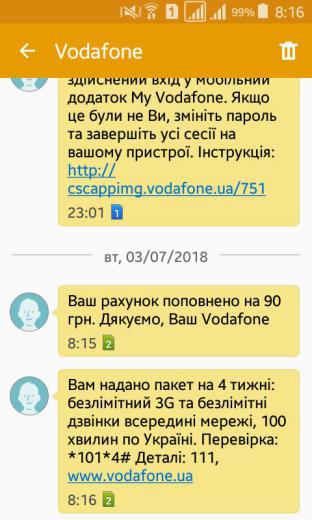 99% 8:16
Vodafone
здійснений вхід у мобільний
додаток My Vodafone. Якщо
це були не Ви, змініть пароль
та завершіть усі сесії на
вашому пристрої. Інструкція:
http://
cscappimg.vodafone.ua/751
23:01 1
вт, 03/07/2018
Ваш рахунок поповнено на 90
грн. Дякуємо, Ваш Vodafone
8:15 2
Вам надано пакет на 4 тижні:
безлімітний 3G та безлімітні
дзвінки всередині мережі, 100
хвилин по Україні. Перевірка:
*101*4# Деталі: 111,
www.vodafone.ua
8:16 2